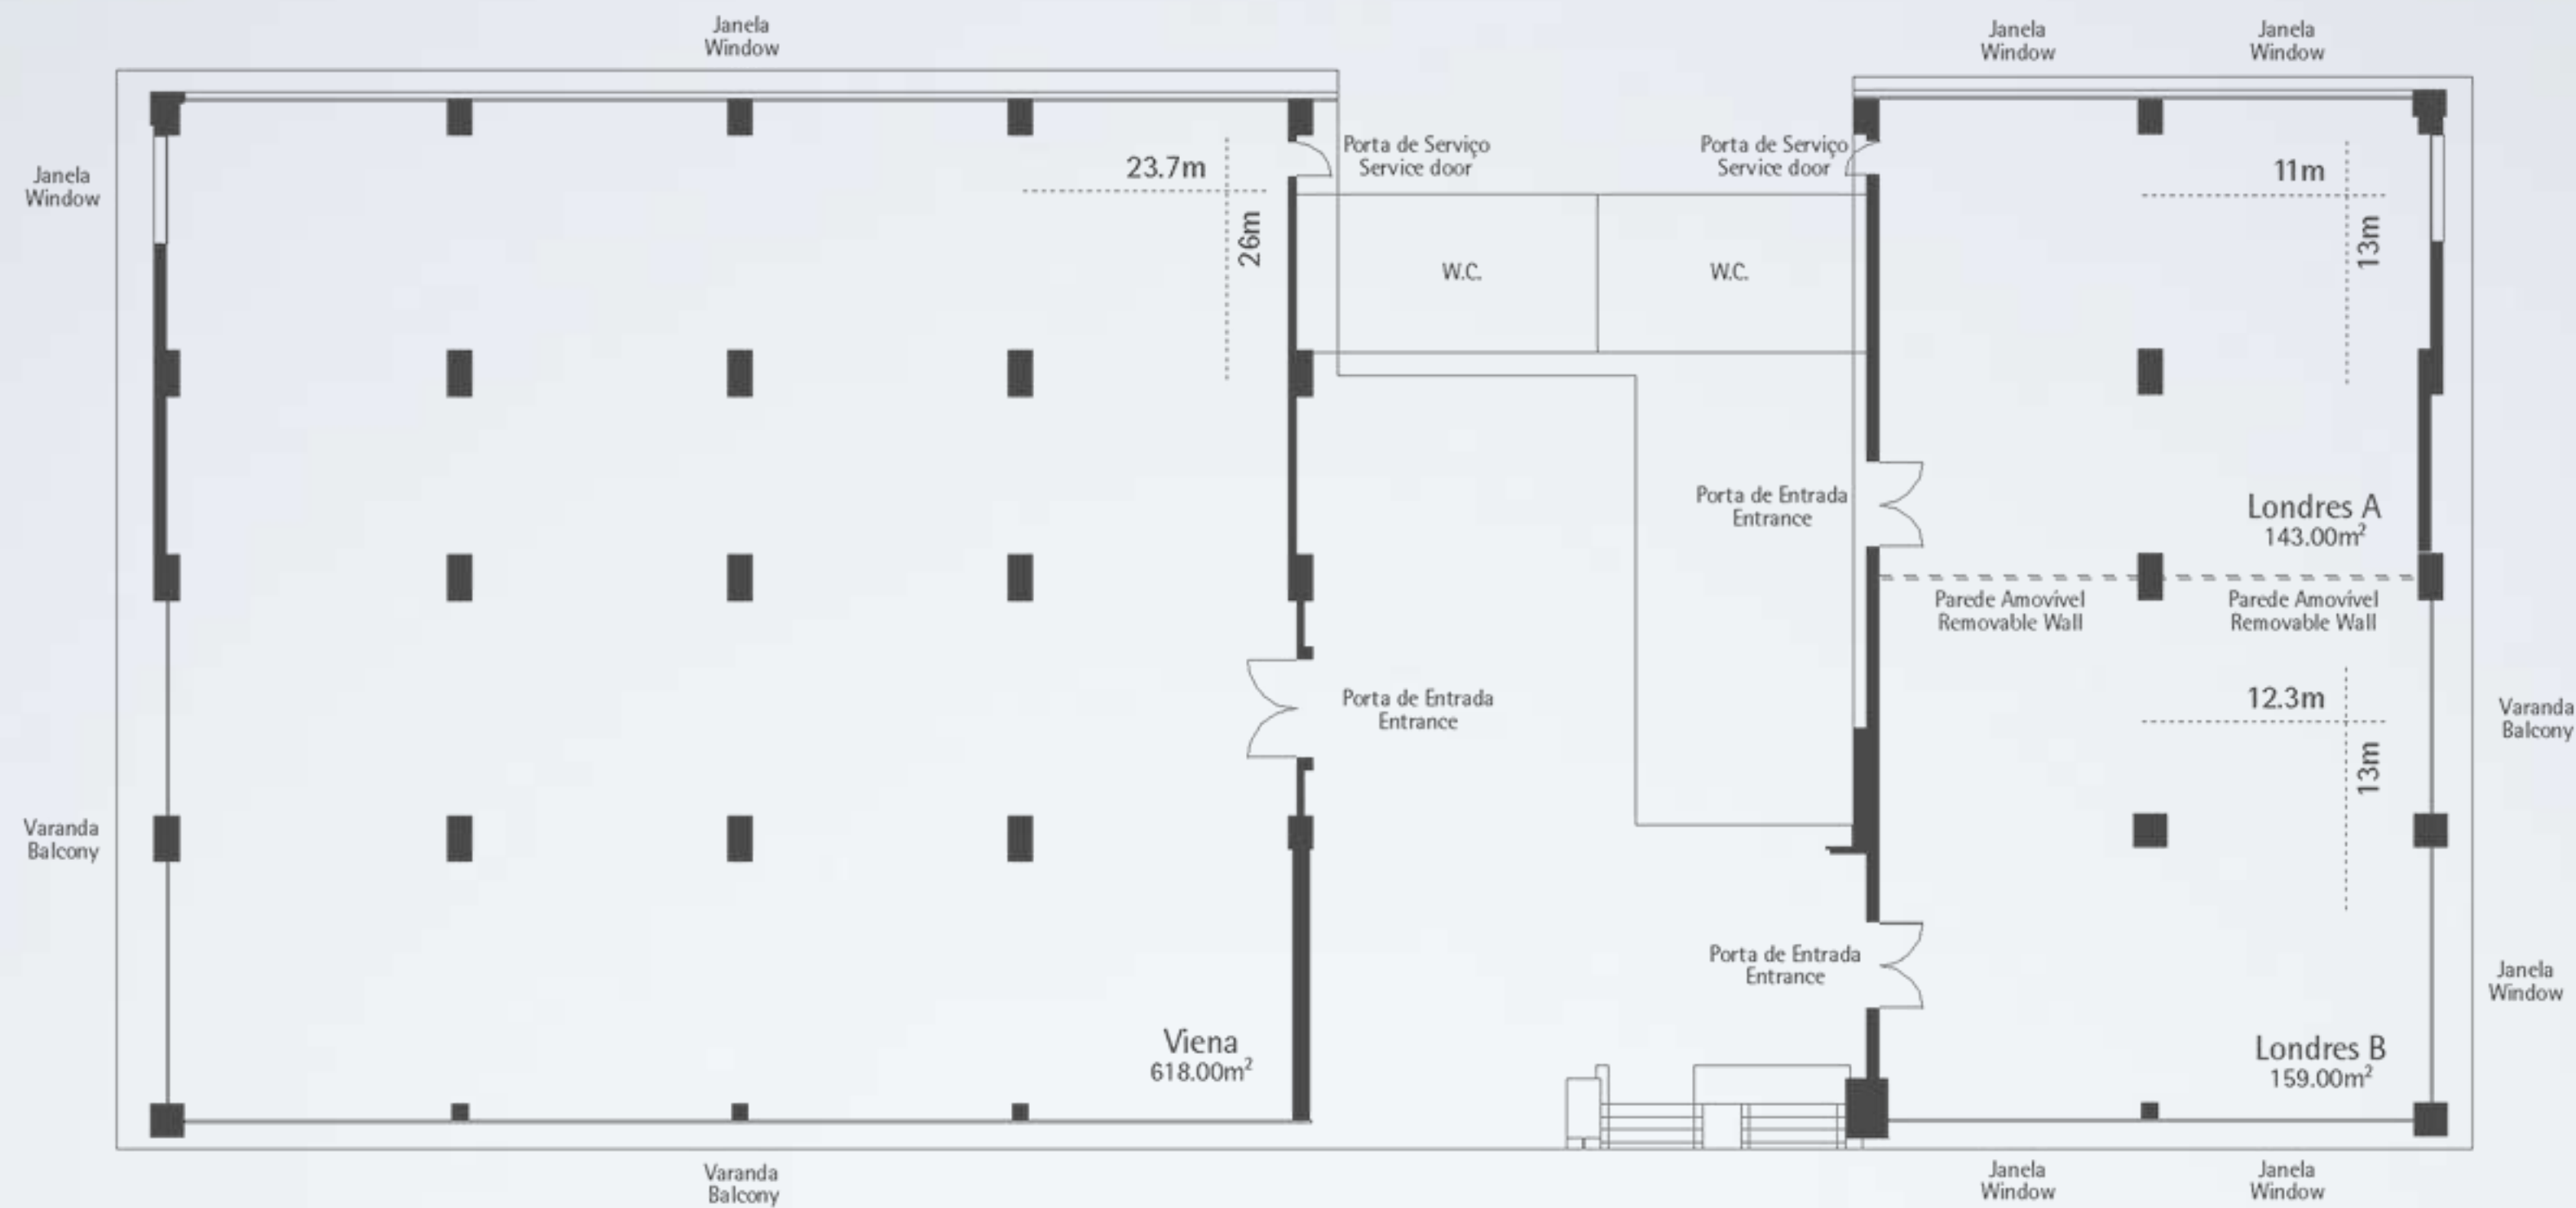 Janela
Window
Janela
Window
Janela
Window
Janela
Window
23.7m
26m
Porta de Serviço
Service door
Porta de Serviço
Service door
11m
13m
W.C.
W.C.
Porta de Entrada
Entrance
Londres A
143.00m²
Parede Amovível
Removable Wall
Parede Amovível
Removable Wall
Porta de Entrada
Entrance
12.3m
13m
Varanda
Balcony
Varanda
Balcony
Porta de Entrada
Entrance
Janela
Window
Viena
618.00m²
Londres B
159.00m²
Varanda
Balcony
Janela
Window
Janela
Window